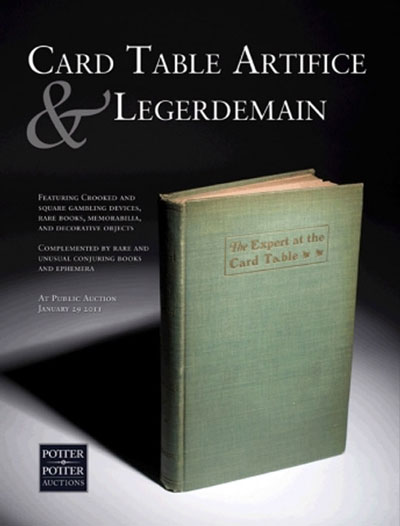 CARD TABLE ARTIFICE
& LEGERDEMAIN
FEATURING CROOKED AND
SQUARE GAMBLING DEVICES,
RARE BOOKS, MEMORABILIA,
AND DECORATIVE OBJECTS
COMPLEMENTED BY RARE AND
UNUSUAL CONJURING BOOKS
AND EPHEMERA
AT PUBLIC AUCTION
JANUARY 29 2011
The Expert at the
Card Table
POTTER
&
POTTER
AUCTIONS